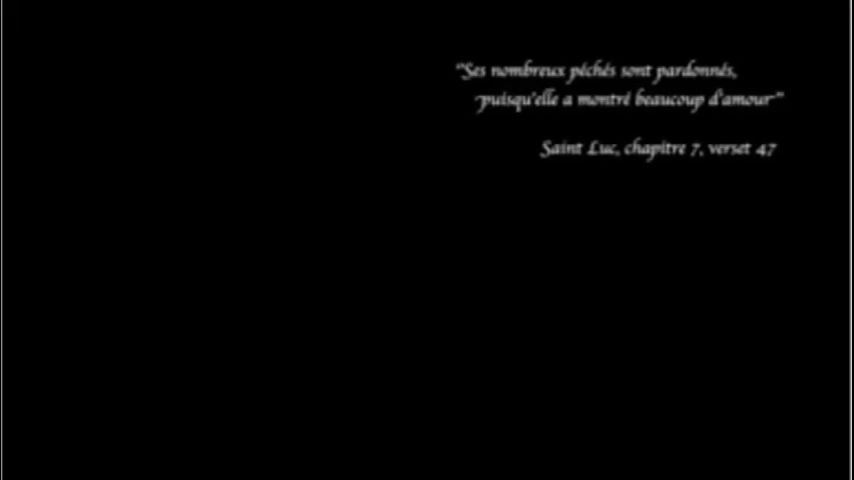 "Ses nombreux péchés sont pardonnés,
puisqu'elle a montré beaucoup d'amour"
Saint Luc, chapitre 7, verset 47